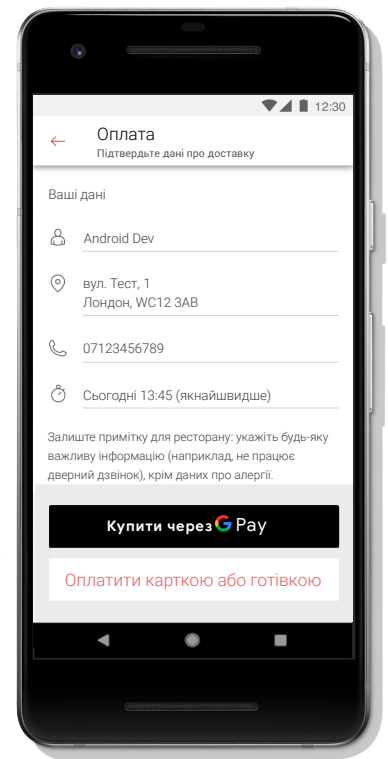 12:30
Оплата
Підтвердьте дані про доставку
Ваші дані
Android Dev
вул. Тест, 1
Лондон, WC12 3AB
07123456789
Сьогодні 13:45 (якнайшвидше)
Залиште примітку для ресторану: укажіть будь-яку
важливу інформацію (наприклад, не працює
дверний дзвінок), крім даних про алергії.
Купити через G Pay
Оплатити карткою або готівкою